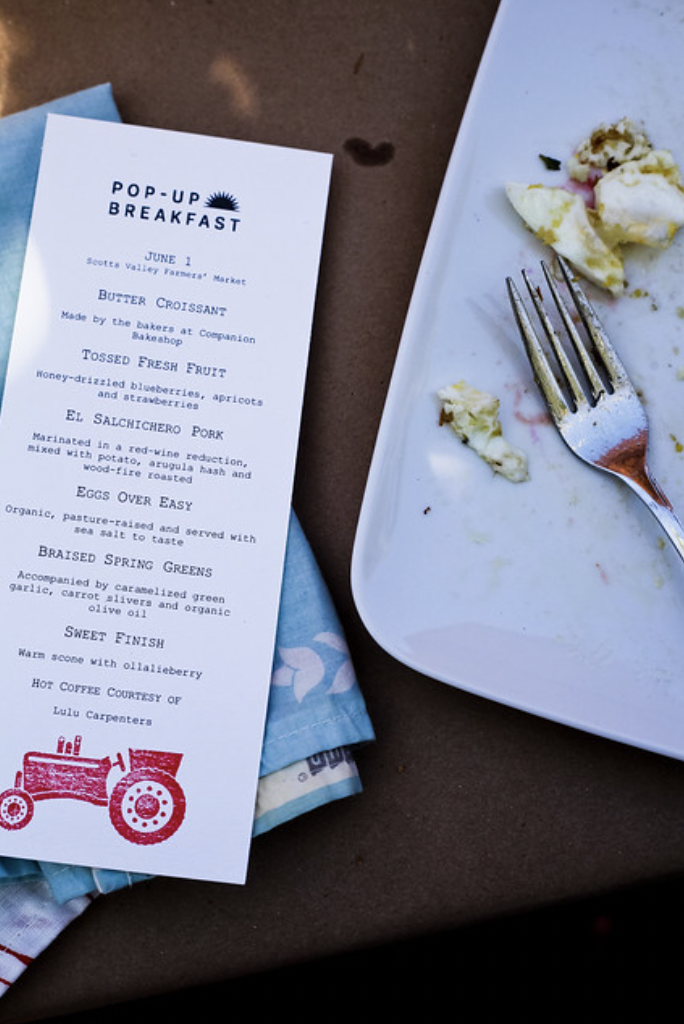 POP-UP
BREAKFAST
JUNE 1
Scotts Valley Farmers' Market
BUTTER CROISSANT
Made by the bakers at Companion
Bakeshop
TOSSED FRESH FRUIT
Honey-drizzled blueberries, apricots
and strawberries
EL SALCHICHERO PORK
Marinated in a red-wine reduction,
mixed with potato, arugula hash and
wood-fire roasted
EGGS OVER EASY
Organic, pasture-raised and served with
sea salt to taste
BRAISED SPRING GREENS
Accompanied by caramelized green
garlic, carrot slivers and organic
olive oil
SWEET FINISH
Warm scone with ollalieberry
HOT COFFEE COURTESY OF
Lulu Carpenters